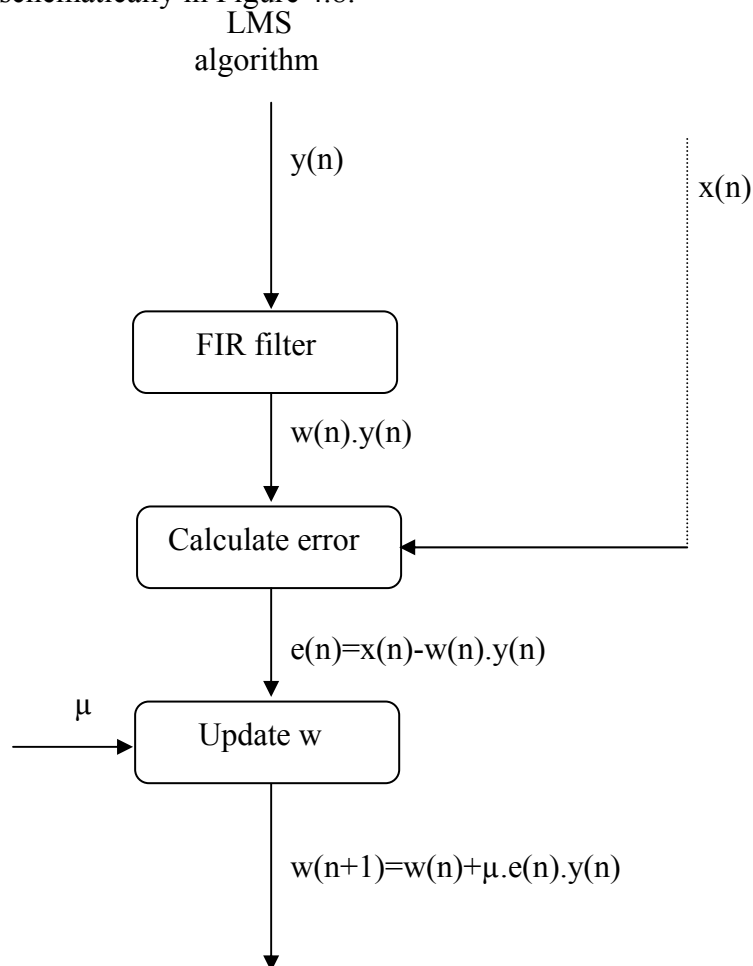 schematically in Figure 4.8.
LMS
algorithm
y(n)
x(n)
FIR filter
w(n).y(n)
Calculate error
e(n)=x(n)-w(n).y(n)
μ
Update w
w(n+1)=w(n)+μ.e(n).y(n)